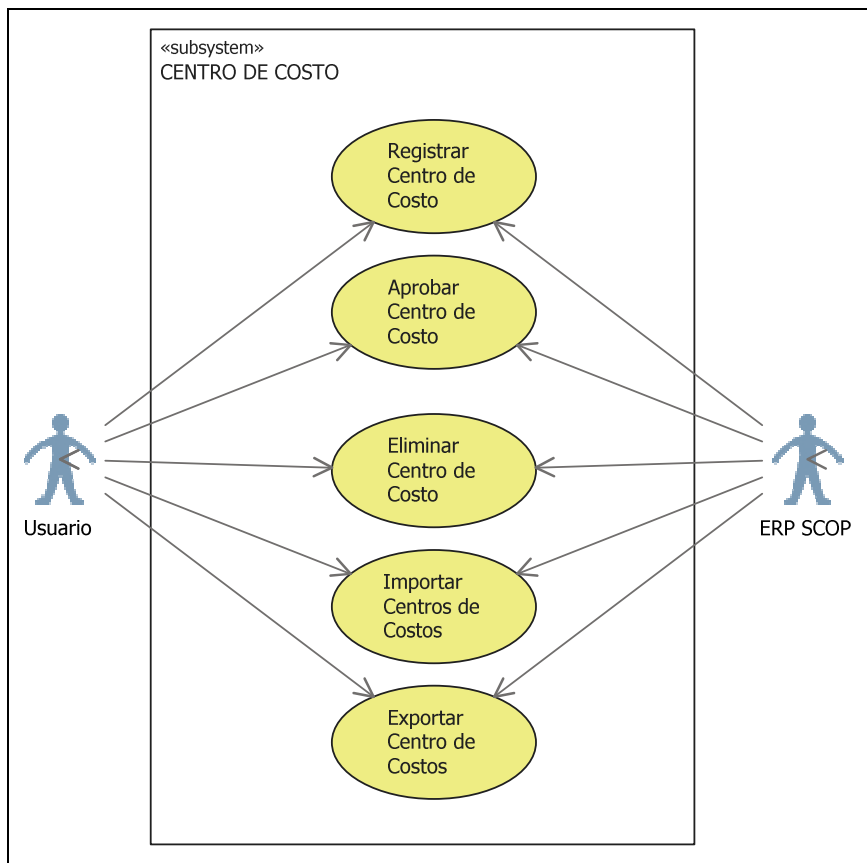 «subsystem»
CENTRO DE COSTO
Registrar
Centro de
Costo
Aprobar
Centro de
Costo
Eliminar
Centro de
Costo
Usuario
ERP SCOP
Importar
Centros de
Costos
Exportar
Centro de
Costos